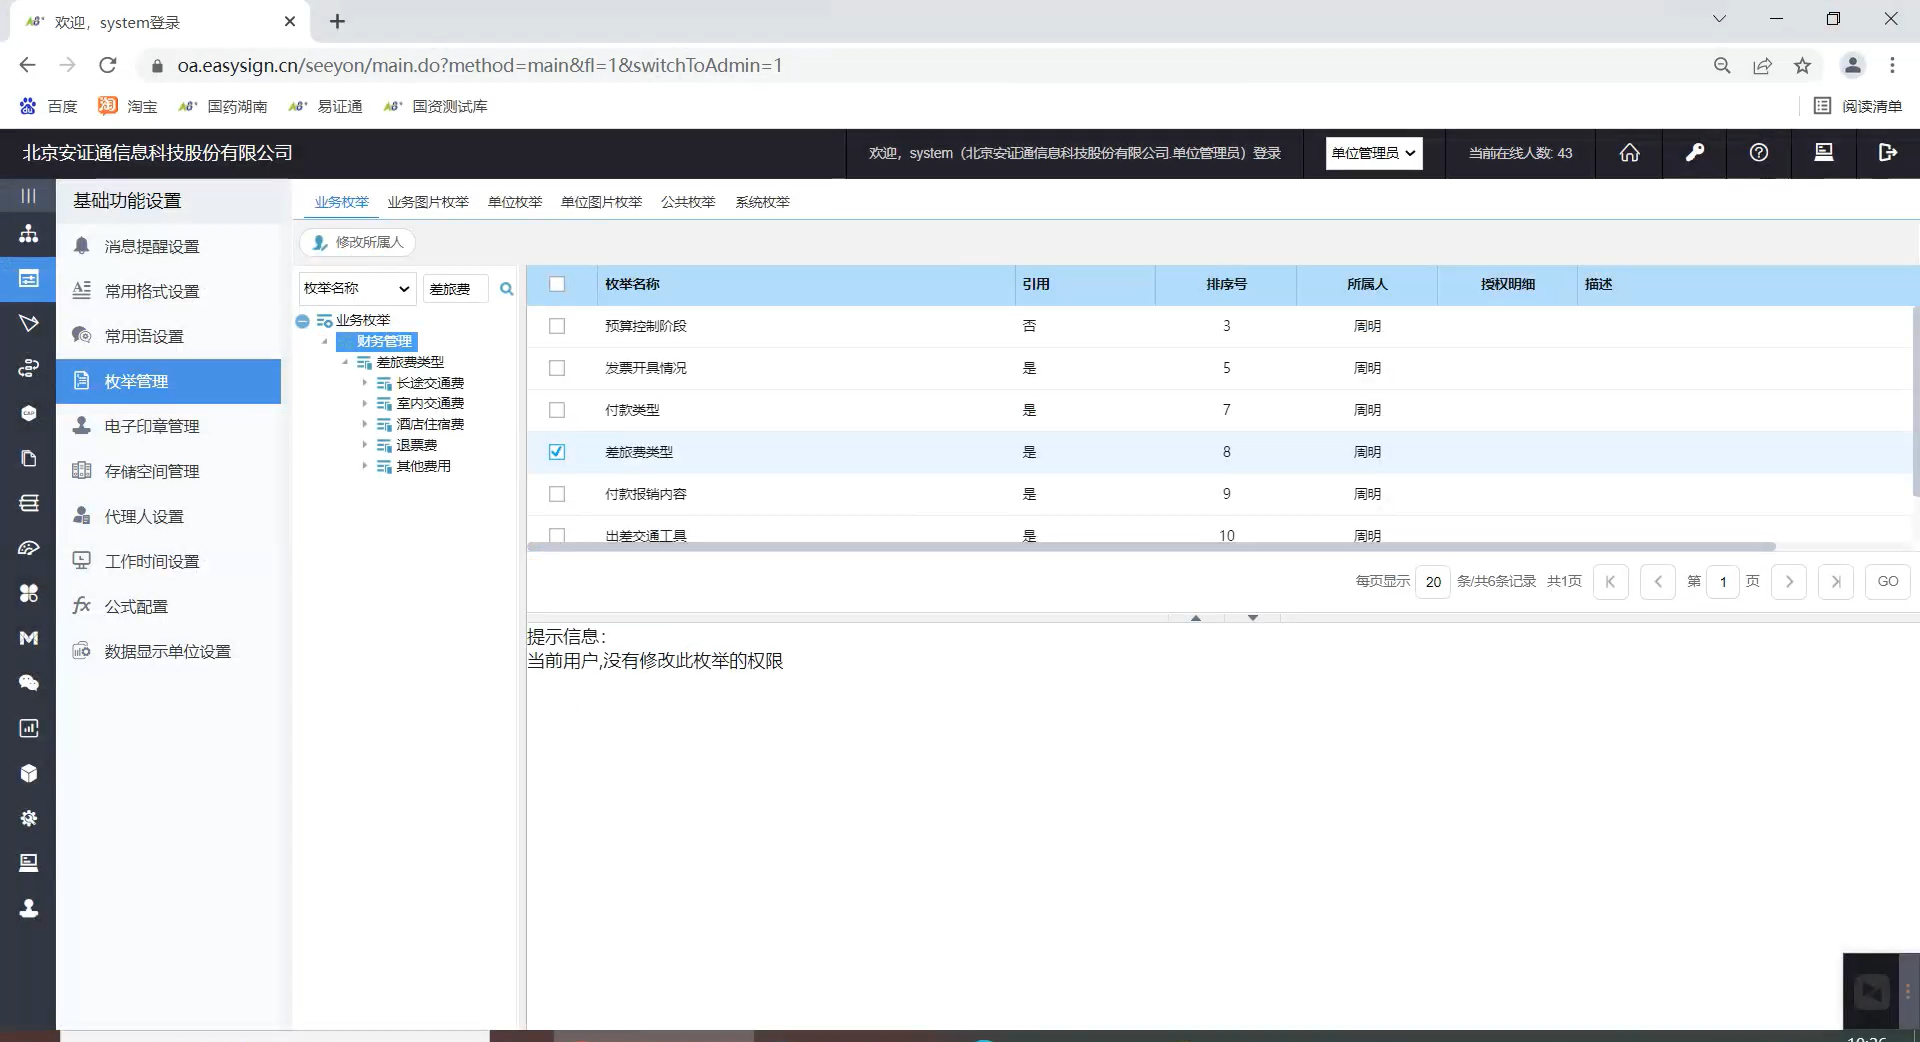 欢迎，system登录
oa.easysign.cn/seeyon/main.do?method=main&fl=1&switchToAdmin=1
百度 淘宝 国药湖南 易证通 国资测试库 阅读清单
北京安证通信息科技股份有限公司 欢迎，system（北京安证通信息科技股份有限公司.单位管理员）登录 单位管理员 当前在线人数: 43
基础功能设置
消息提醒设置
常用格式设置
常用语设置
枚举管理
电子印章管理
存储空间管理
代理人设置
工作时间设置
公式配置
数据显示单位设置
业务枚举 业务图片枚举 单位枚举 单位图片枚举 公共枚举 系统枚举
修改所属人
枚举名称 差旅费
业务枚举
财务管理
差旅费类型
长途交通费
室内交通费
酒店住宿费
退票费
其他费用
枚举名称 引用 排序号 所属人 授权明细 描述
预算控制阶段 否 3 周明
发票开具情况 是 5 周明
付款类型 是 7 周明
差旅费类型 是 8 周明
付款报销内容 是 9 周明
出差交通工具 是 10 周明
每页显示 20 条/共6条记录 共1页 第 1 页 GO
提示信息：
当前用户,没有修改此枚举的权限